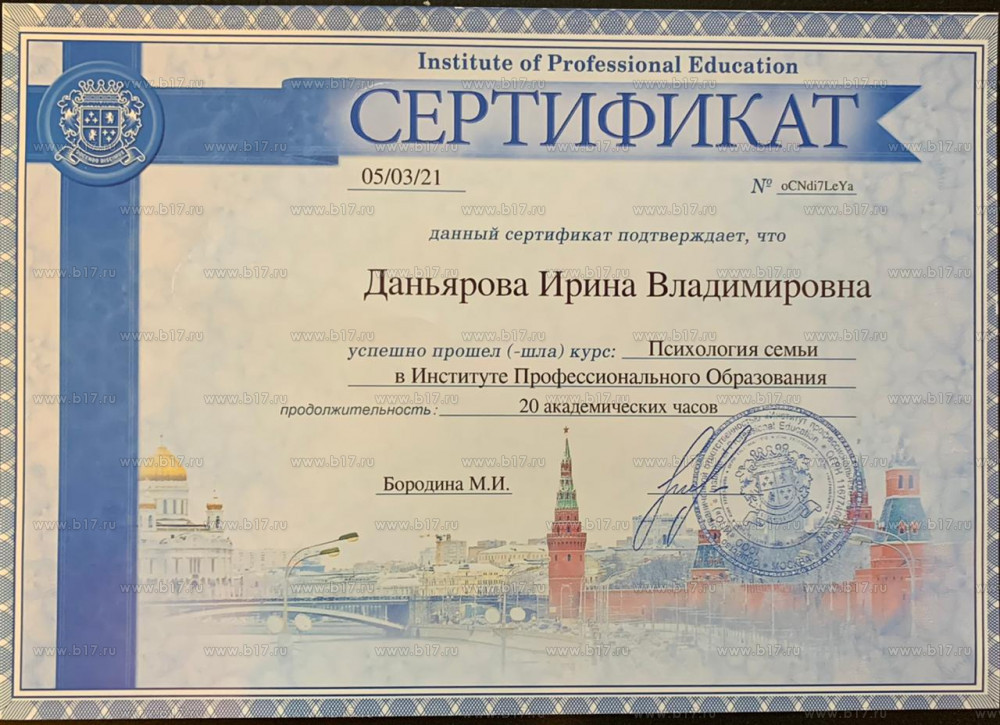 Institute of Professional Education
СЕРТИФИКАТ
05/03/21
№ oCNdi7LeYa
данный сертификат подтверждает, что
Даньярова Ирина Владимировна
успешно прошел (-шла) курс: Психология семьи
в Институте Профессионального Образования
продолжительность: 20 академических часов
Бородина М.И.
МОСКВА
www.b17.ru